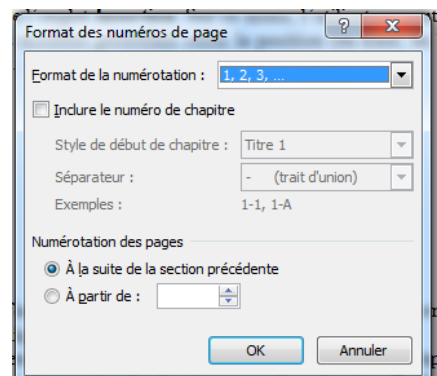 Format des numéros de page
Format de la numérotation : 1, 2, 3, ...
Inclure le numéro de chapitre
Style de début de chapitre : Titre 1
Séparateur : - (trait d'union)
Exemples : 1-1, 1-A
Numérotation des pages
À la suite de la section précédente
À partir de :
OK Annuler